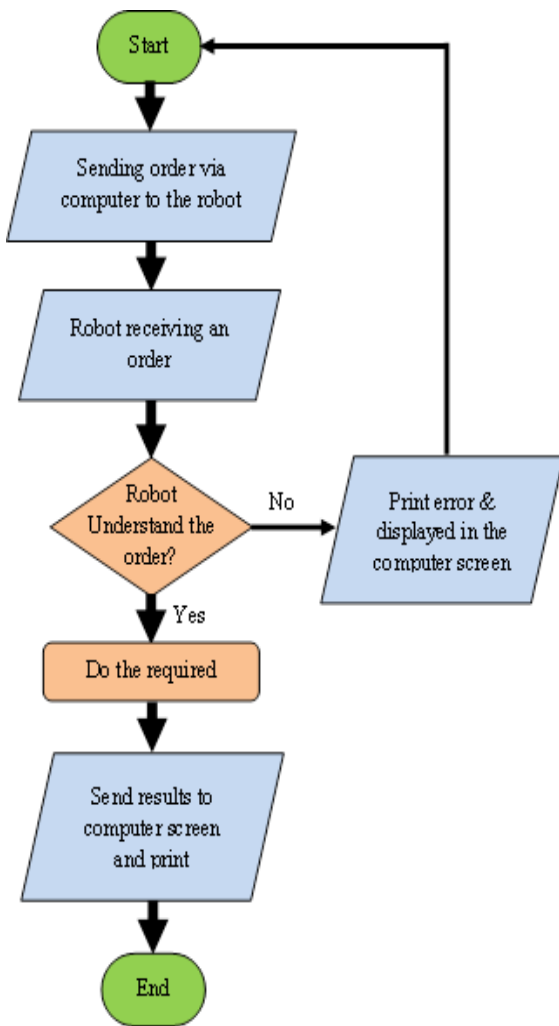 Start
Sending order via
computer to the robot
Robot receiving an
order
Robot
Understand the
order?
No
Print error &
displayed in the
computer screen
Yes
Do the required
Send results to
computer screen
and print
End